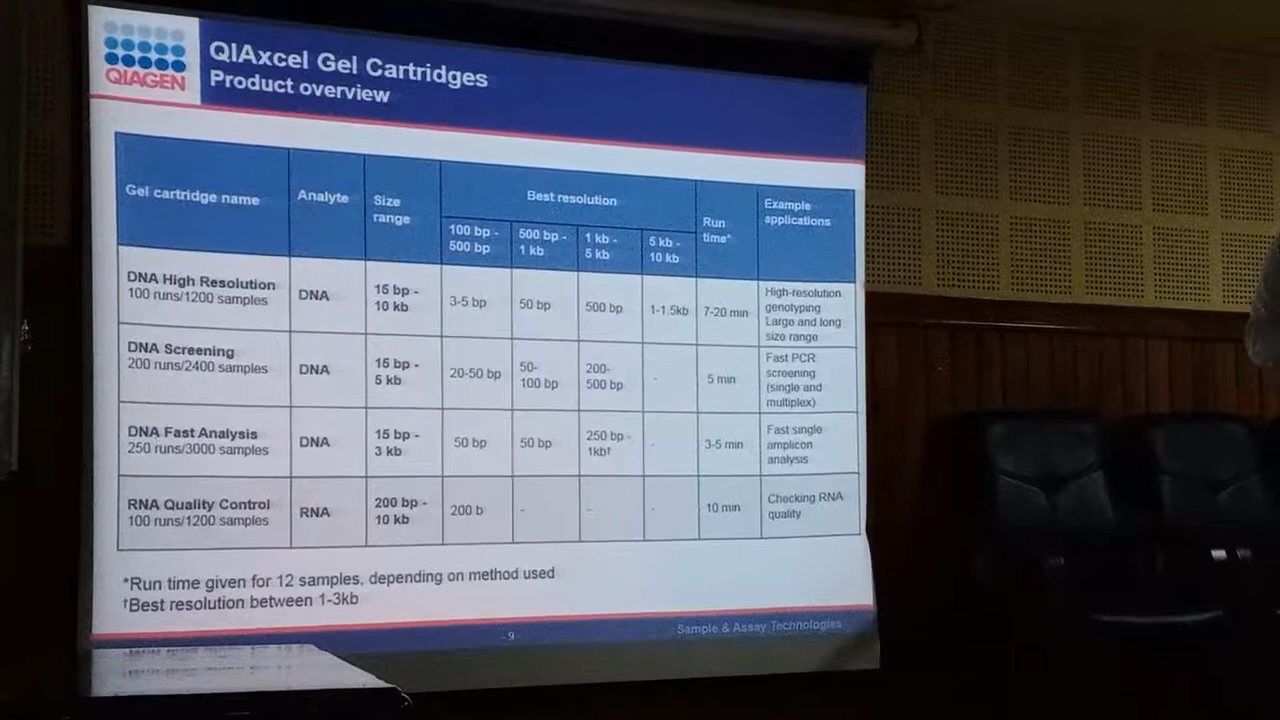 QIAGEN
QIAxcel Gel Cartridges
Product overview
Gel cartridge name
Analyte
Size
range
Best resolution
100 bp -
500 bp
500 bp -
1 kb
1 kb -
5 kb
5 kb -
10 kb
Run
time*
Example
applications
DNA High Resolution
100 runs/1200 samples
DNA
15 bp -
10 kb
3-5 bp
50 bp
500 bp
1-1.5kb
7-20 min
High-resolution
genotyping
Large and long
size range
DNA Screening
200 runs/2400 samples
DNA
15 bp -
5 kb
20-50 bp
50-
100 bp
200-
500 bp
-
5 min
Fast PCR
screening
(single and
multiplex)
DNA Fast Analysis
250 runs/3000 samples
DNA
15 bp -
3 kb
50 bp
50 bp
250 bp -
1kb†
-
3-5 min
Fast single
amplicon
analysis
RNA Quality Control
100 runs/1200 samples
RNA
200 bp -
10 kb
200 b
-
-
-
10 min
Checking RNA
quality
*Run time given for 12 samples, depending on method used
†Best resolution between 1-3kb
- 9 -
Sample & Assay Technologies